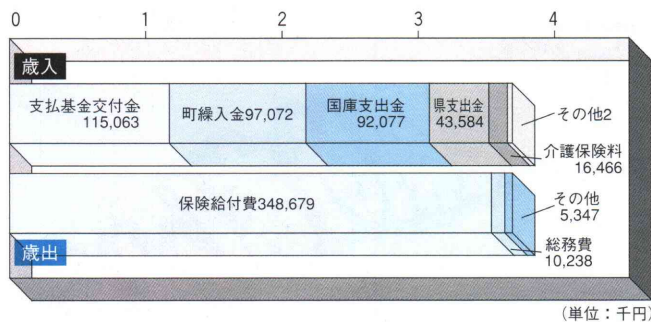 0 1 2 3 4
歳入
支払基金交付金
115,063
町繰入金97,072
国庫支出金
92,077
県支出金
43,584
その他2
介護保険料
16,466
保険給付費348,679
その他
5,347
歳出
総務費
10,238
(単位:千円)